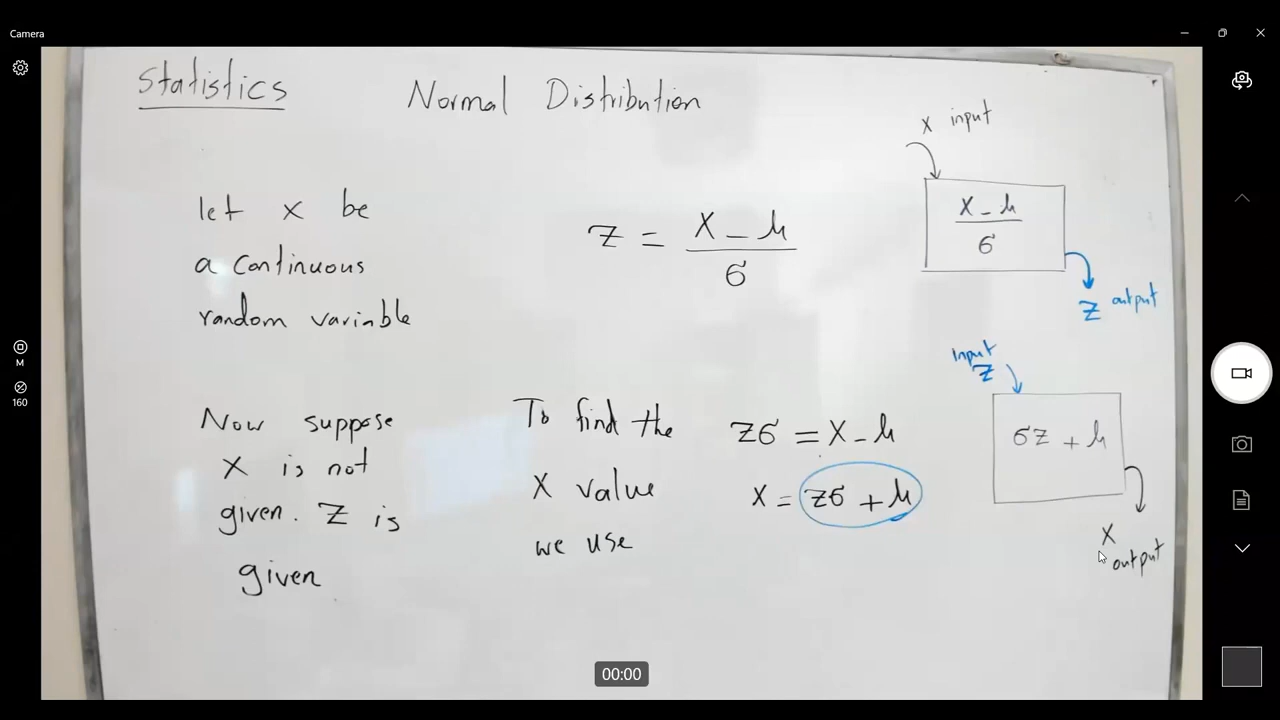 Camera
Statistics Normal Distribution
let x be
a continuous
random variable
z = x - μ / σ
x input
x - μ / σ
z output
Now suppose
x is not
given. Z is
given
To find the
x value
we use
zσ = x - μ
x = zσ + μ
input
z
σz + μ
x
output
M
160
00:00